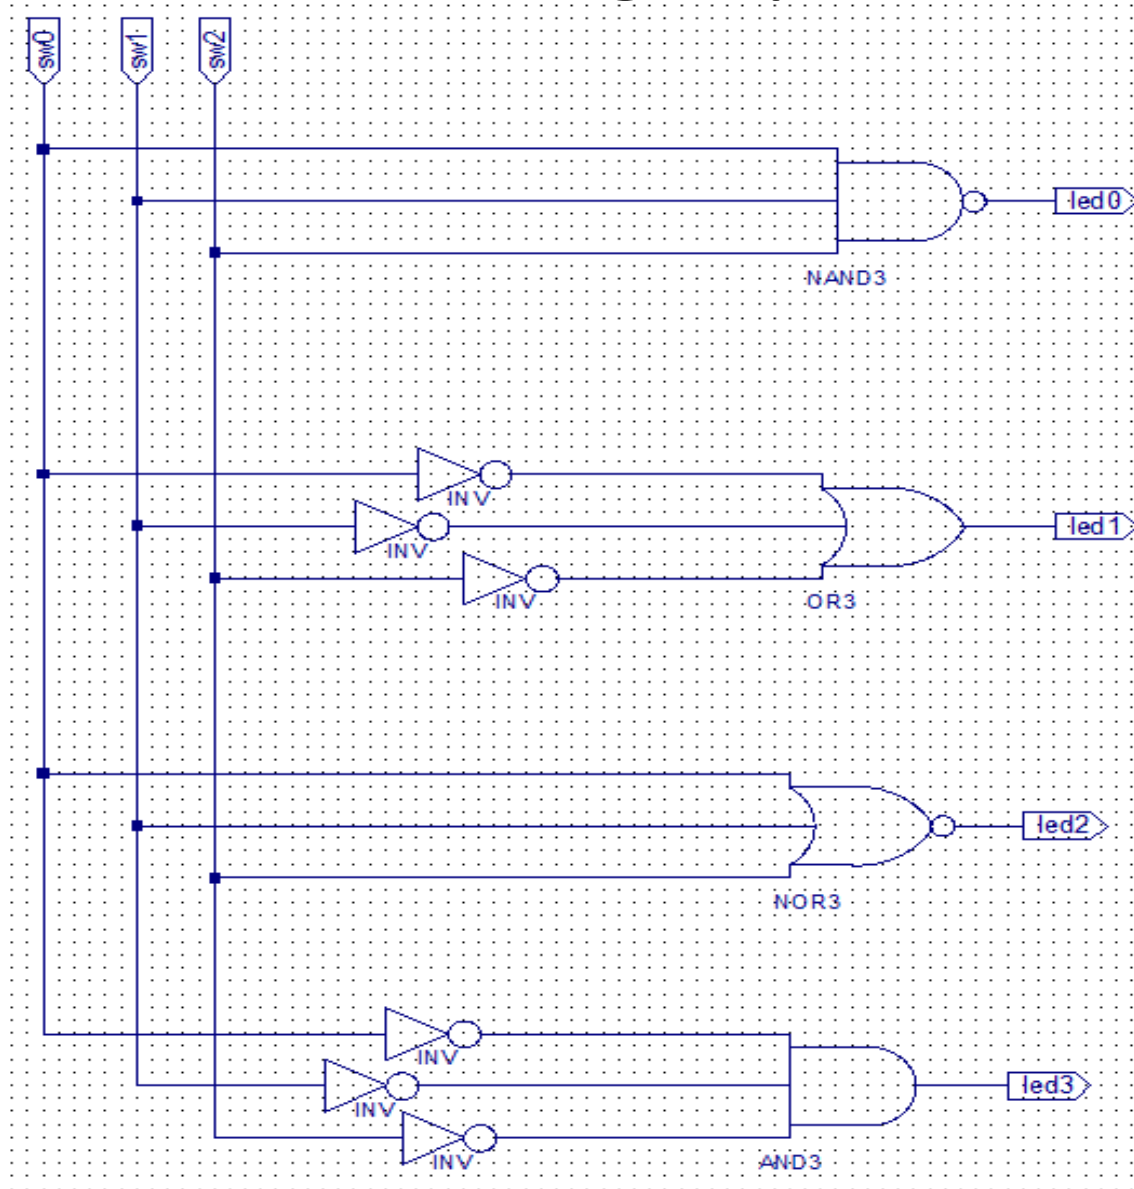 sw0
sw1
sw2
led0
NAND3
INV
INV
led1
INV
OR3
led2
NOR3
INV
led3
INV
INV
AND3